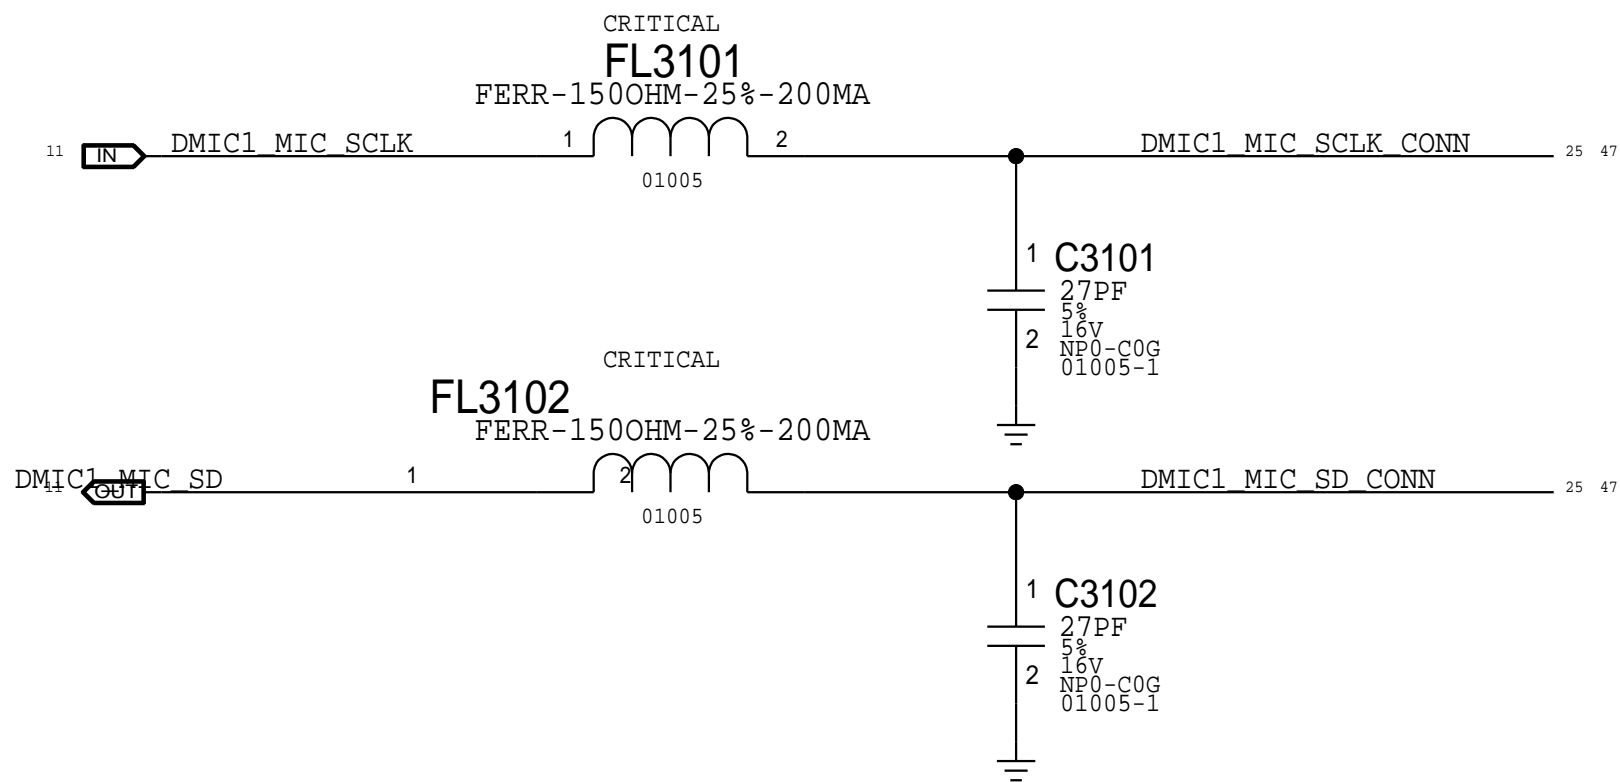 CRITICAL
FL3101
FERR-150OHM-25%-200MA
11 IN DMIC1_MIC_SCLK 1 2 DMIC1_MIC_SCLK_CONN 25 47
01005
1 C3101
27PF
5%
16V
2 NP0-C0G
01005-1
CRITICAL
FL3102
FERR-150OHM-25%-200MA
11 OUT DMIC1_MIC_SD 1 2 DMIC1_MIC_SD_CONN 25 47
01005
1 C3102
27PF
5%
16V
2 NP0-C0G
01005-1